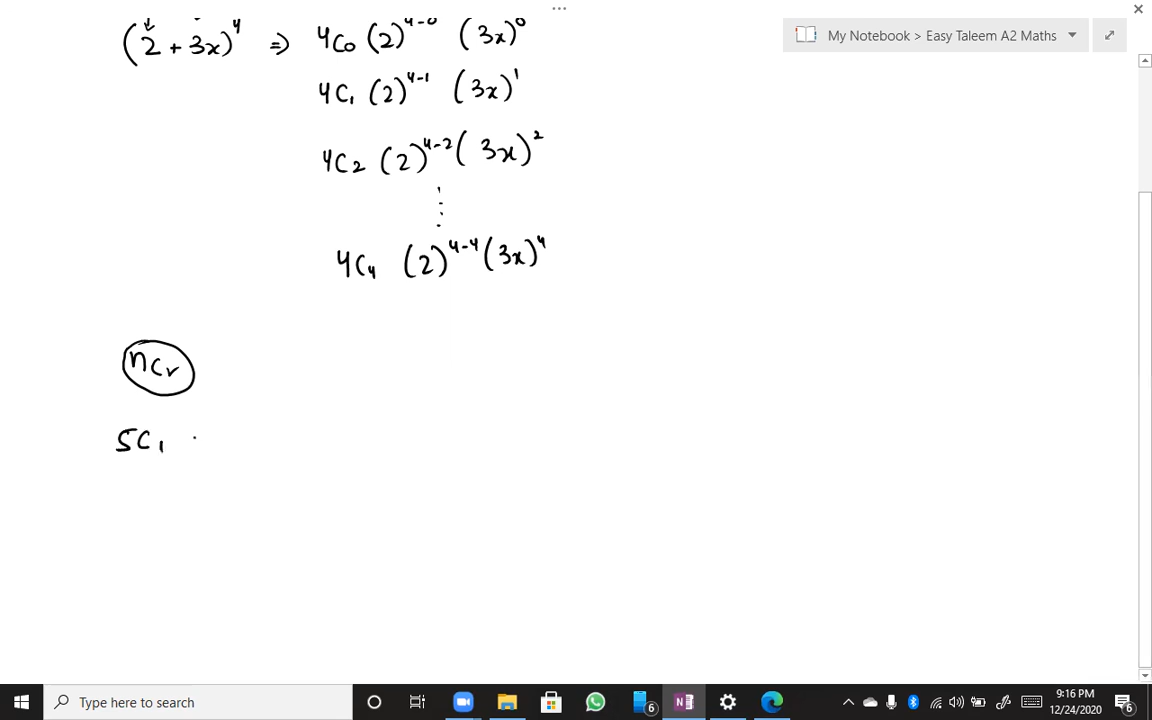 My Notebook > Easy Taleem A2 Maths
(2 + 3x)⁴ ⇒ 4C₀ (2)⁴⁻⁰ (3x)⁰
4C₁ (2)⁴⁻¹ (3x)¹
4C₂ (2)⁴⁻² (3x)²
4C₄ (2)⁴⁻⁴ (3x)⁴
nCᵣ
5C₁
Type here to search
6
9:16 PM
12/24/2020
6